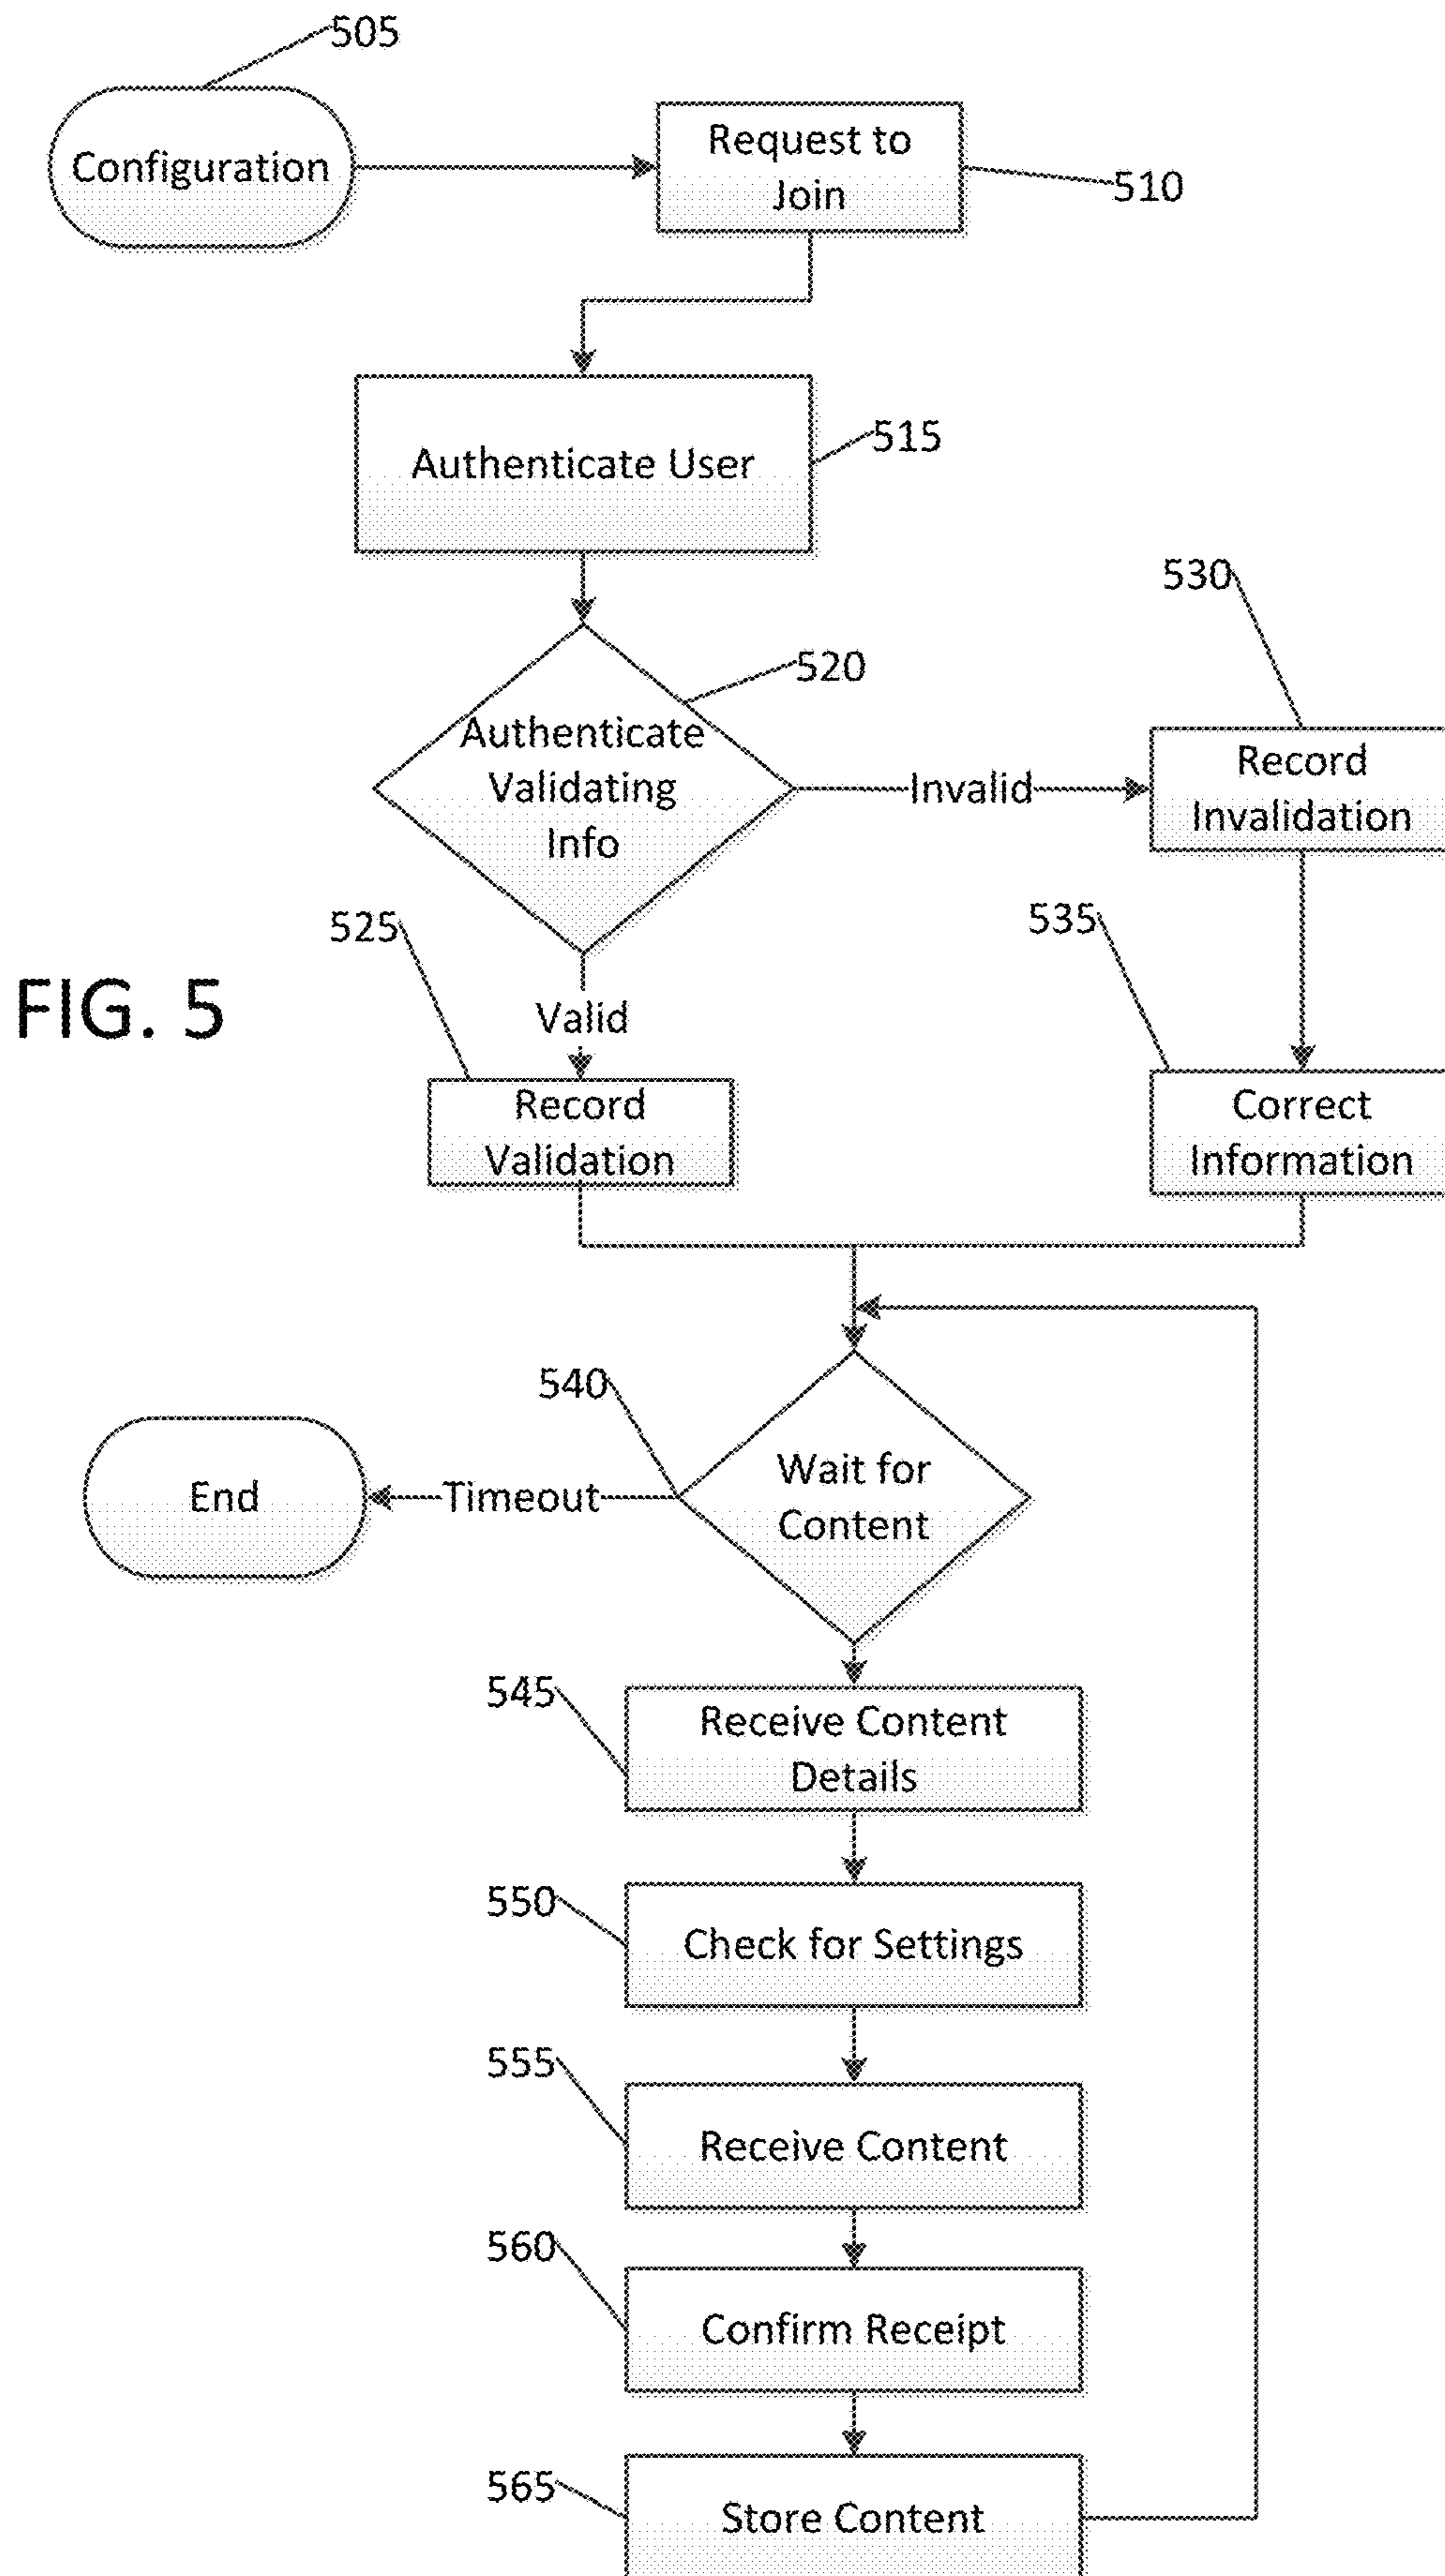 505
Configuration
Request to
Join
510
Authenticate User
515
530
520
Authenticate
Validating
Info
Invalid
Record
Invalidation
525
535
FIG. 5
Valid
Record
Validation
Correct
Information
540
End
Timeout
Wait for
Content
545
Receive Content
Details
550
Check for Settings
555
Receive Content
560
Confirm Receipt
565
Store Content